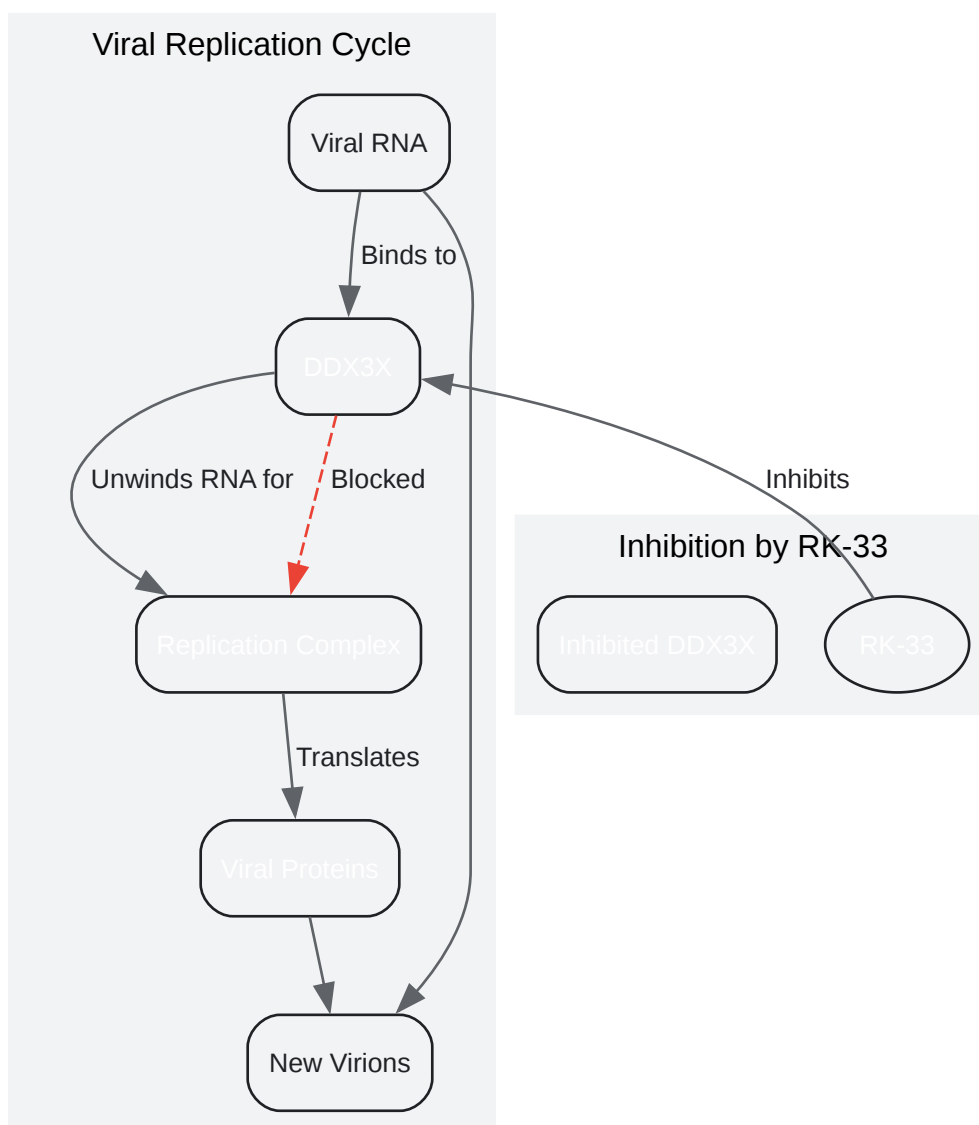 Viral Replication Cycle
Viral RNA
Binds to
DDX3X
Unwinds RNA for
Blocked
Inhibits
Inhibition by RK-33
Replication Complex
Inhibited DDX3X
RK-33
Translates
Viral Proteins
New Virions